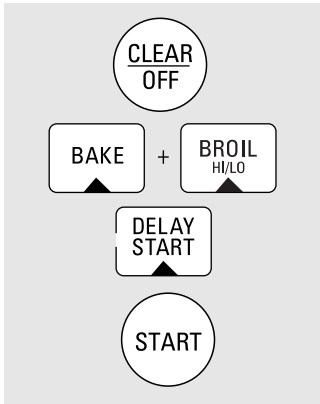 CLEAR
OFF
BAKE + BROIL
HI/LO
DELAY
START
START